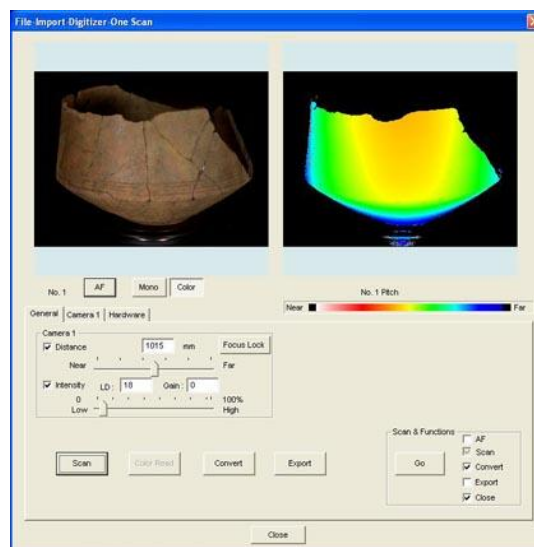 File-Import-Digitizer-One Scan
No. 1 AF Mono Color
No. 1 Pitch
Near Far
General Camera 1 Hardware
Camera 1
Distance 1015 mm Focus Lock
Near Far
Intensity LD: 18 Gain: 0
0 100%
Low High
Scan Color Read Convert Export
Scan & Functions
Go
AF
Scan
Convert
Export
Close
Close